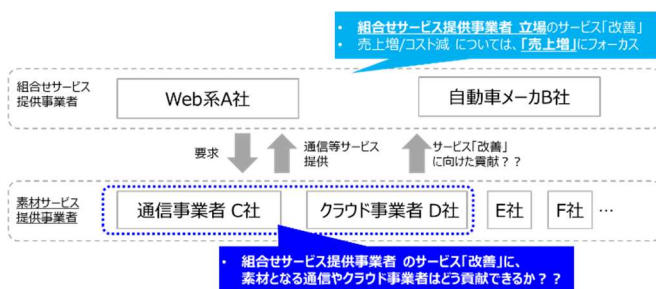 • 組合せサービス提供事業者 立場のサービス「改善」
• 売上増/コスト減 については、「売上増」にフォーカス
組合せサービス
提供事業者
Web系A社
自動車メーカB社
要求
通信等サービス
提供
サービス「改善」
に向けた貢献？？
素材サービス
提供事業者
通信事業者 C社
クラウド事業者 D社
E社
F社
…
• 組合せサービス提供事業者 のサービス「改善」に、
素材となる通信やクラウド事業者はどう貢献できるか？？